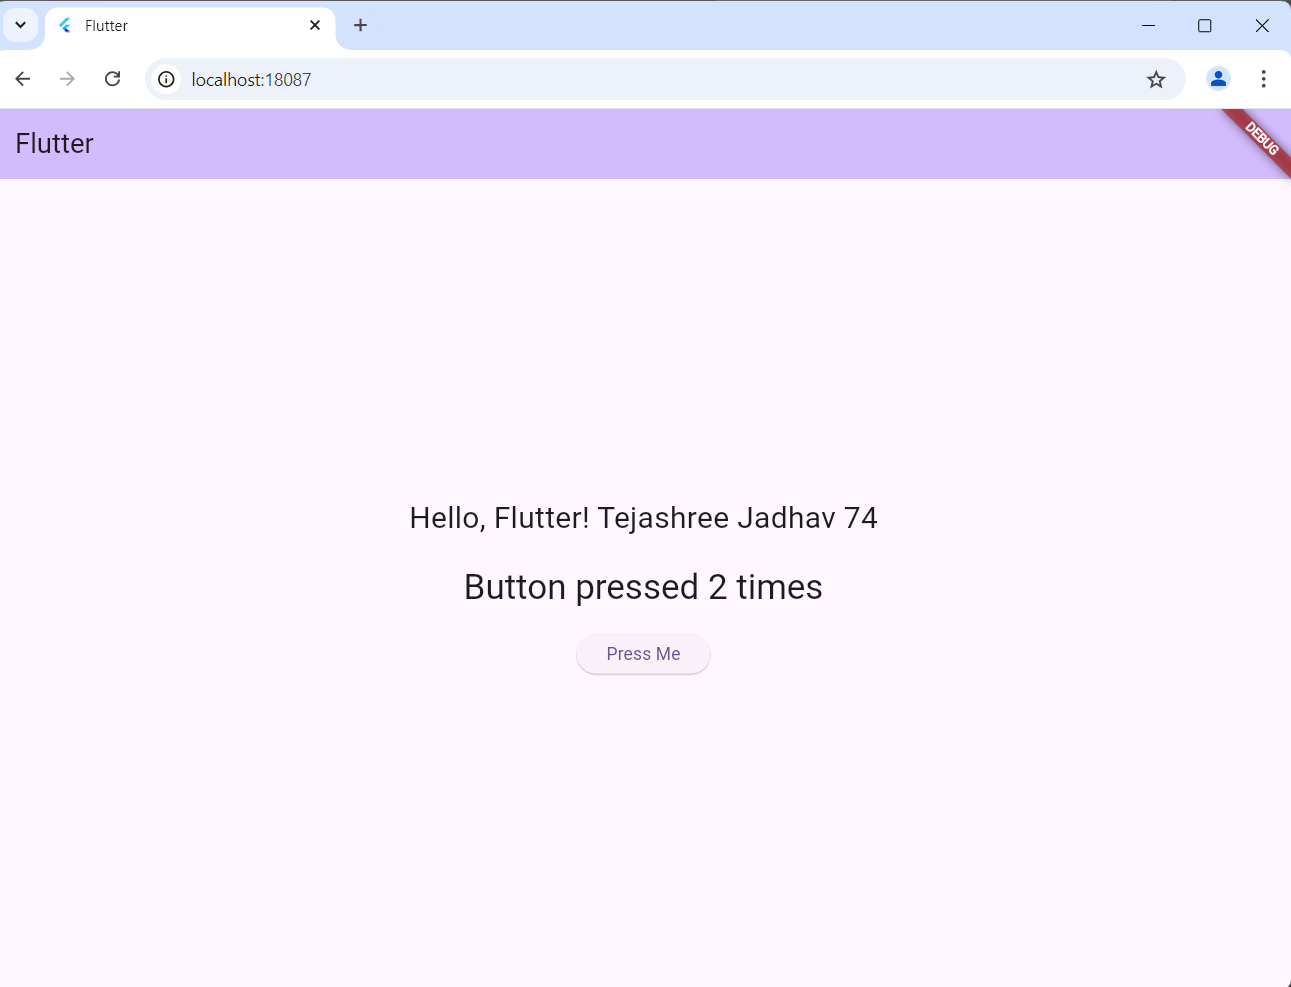 Flutter
localhost:18087
Flutter
DEBUG
Hello, Flutter! Tejashree Jadhav 74
Button pressed 2 times
Press Me